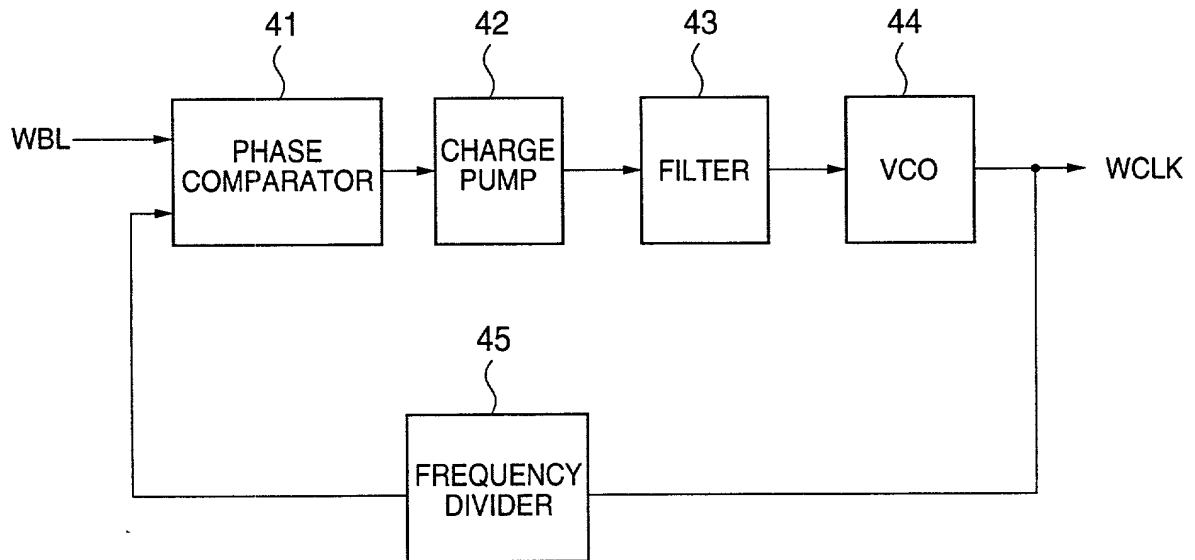 41
42
43
44
WBL
PHASE
COMPARATOR
CHARGE
PUMP
FILTER
VCO
WCLK
45
FREQUENCY
DIVIDER